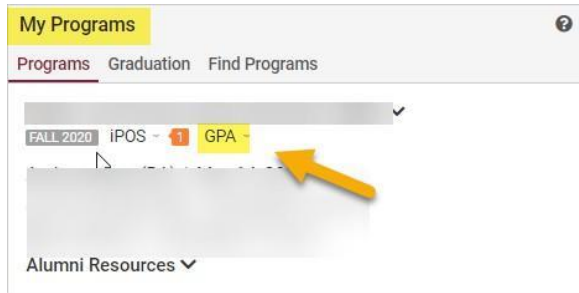 My Programs
Programs Graduation Find Programs
FALL 2020 iPOS 1 GPA
Alumni Resources